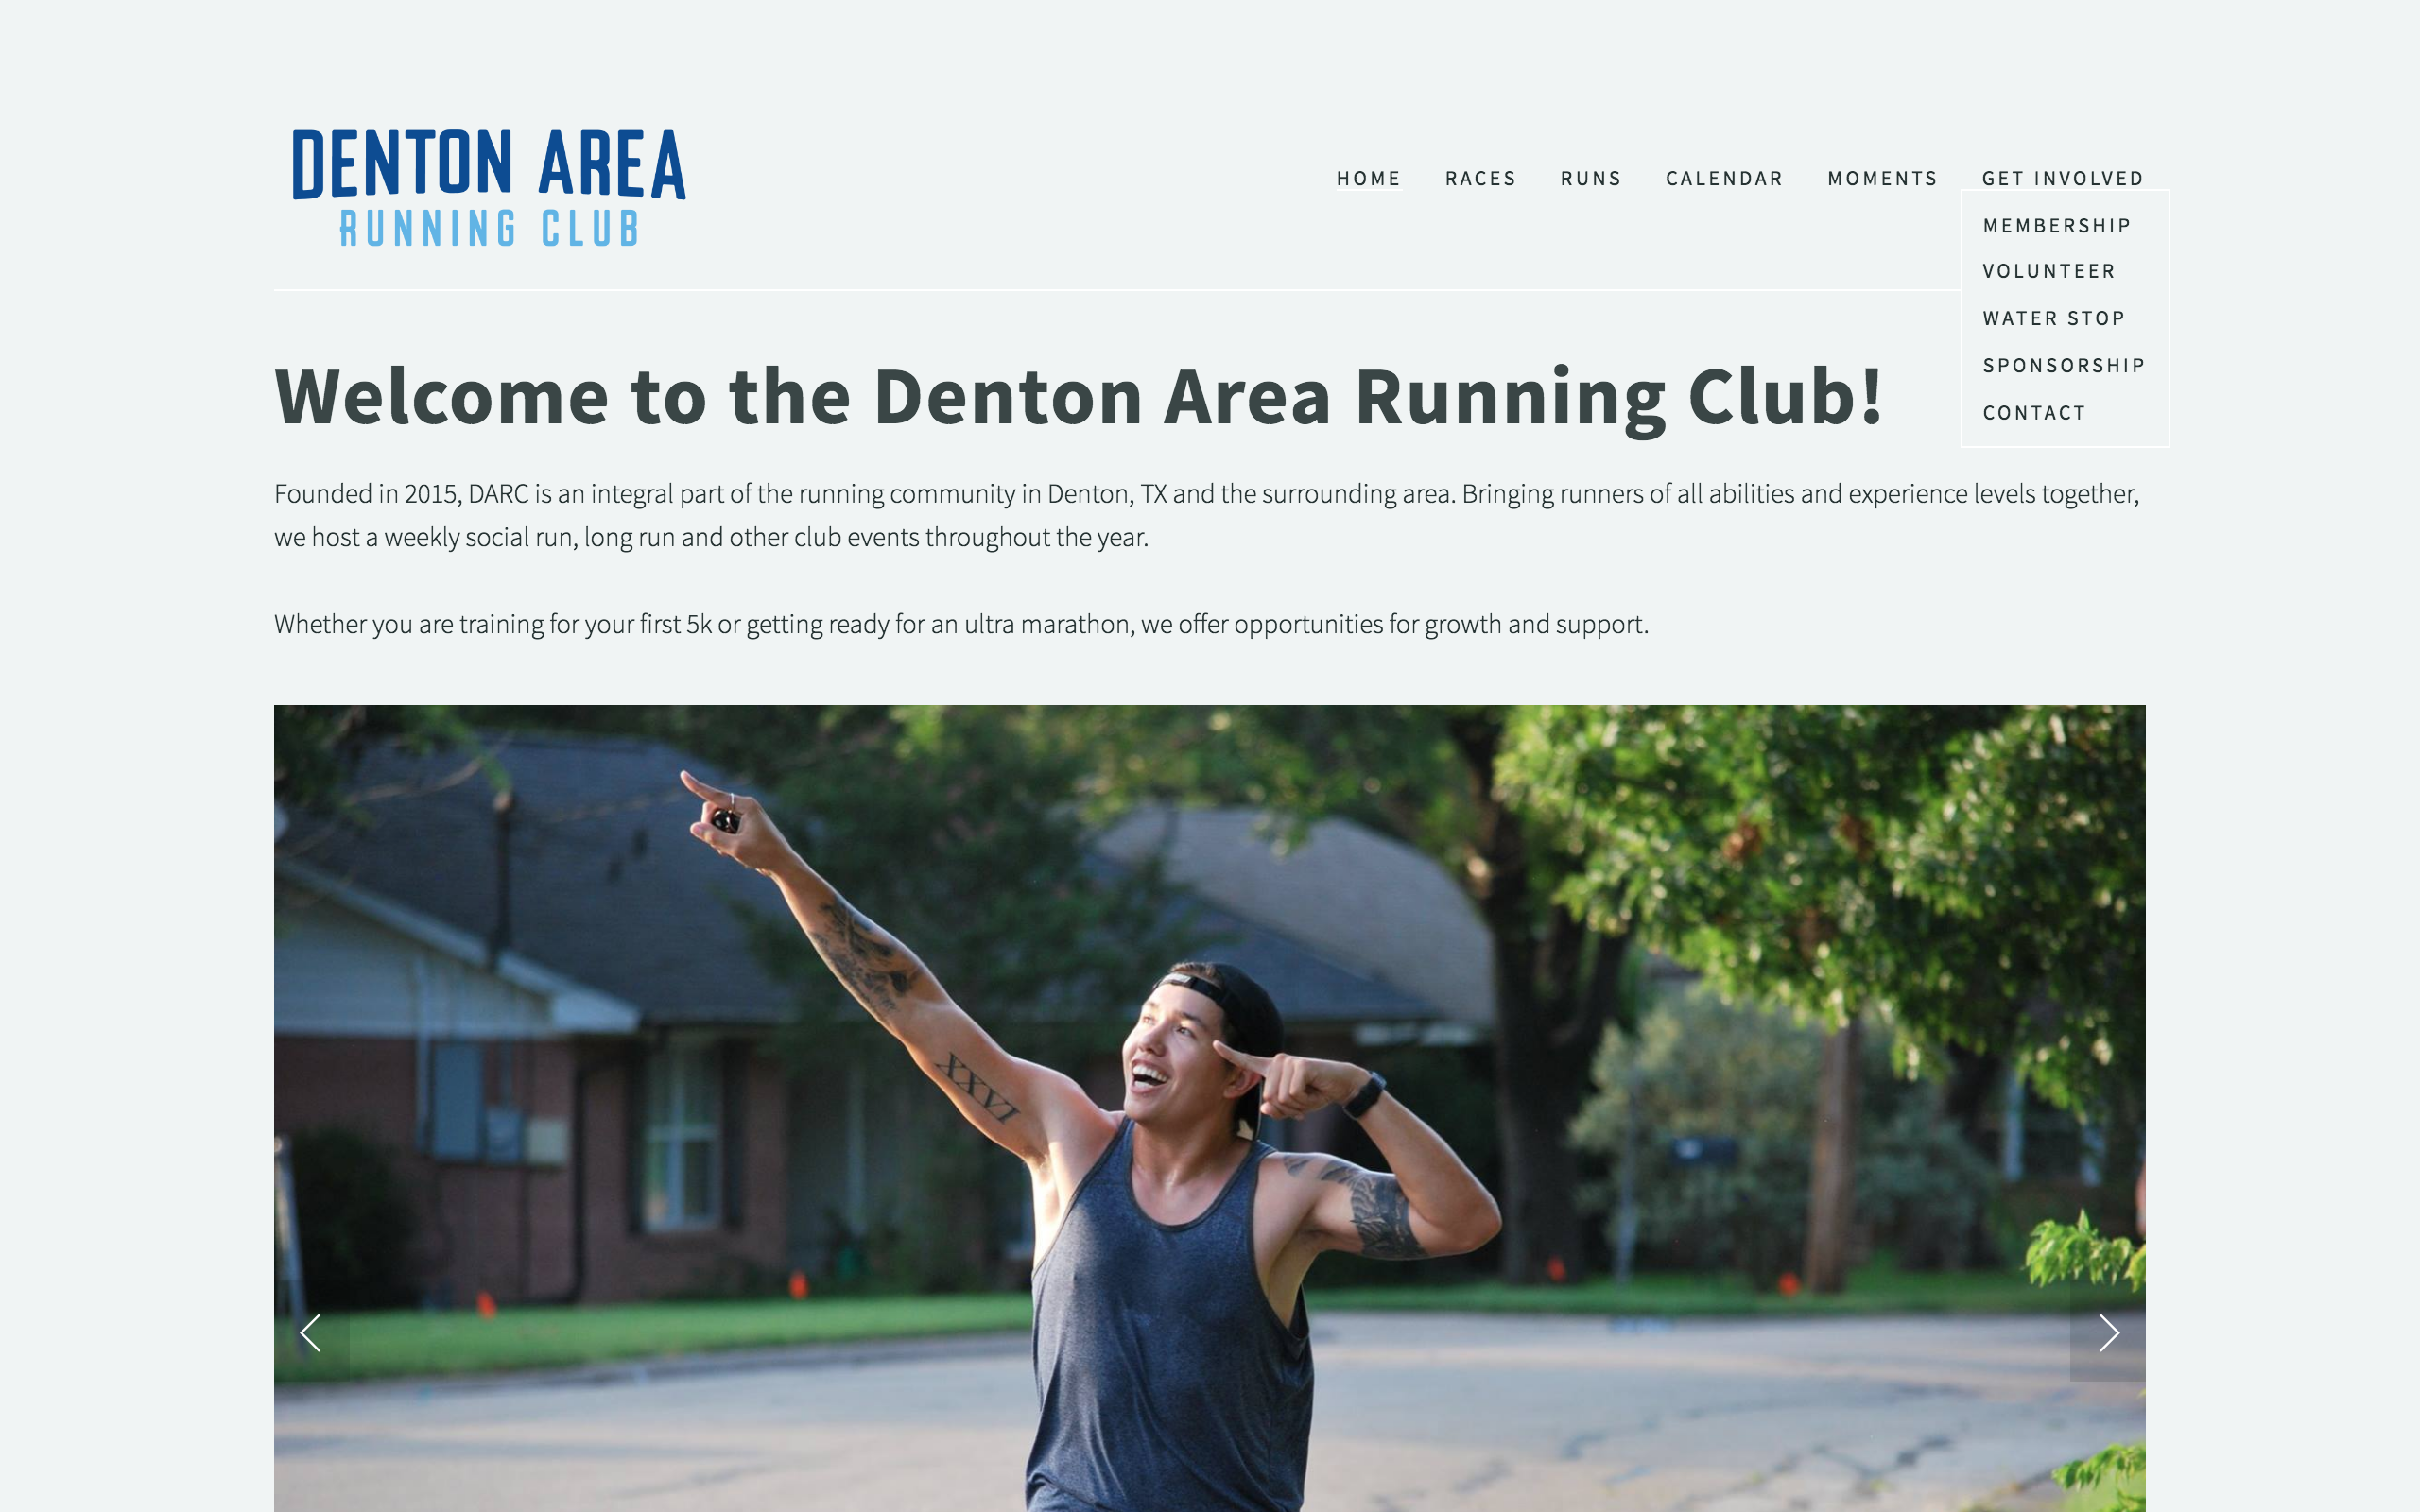 DENTON AREA
RUNNING CLUB
HOME RACES RUNS CALENDAR MOMENTS GET INVOLVED
MEMBERSHIP
VOLUNTEER
WATER STOP
SPONSORSHIP
CONTACT
Welcome to the Denton Area Running Club!
Founded in 2015, DARC is an integral part of the running community in Denton, TX and the surrounding area. Bringing runners of all abilities and experience levels together,
we host a weekly social run, long run and other club events throughout the year.
Whether you are training for your first 5k or getting ready for an ultra marathon, we offer opportunities for growth and support.
XXVI